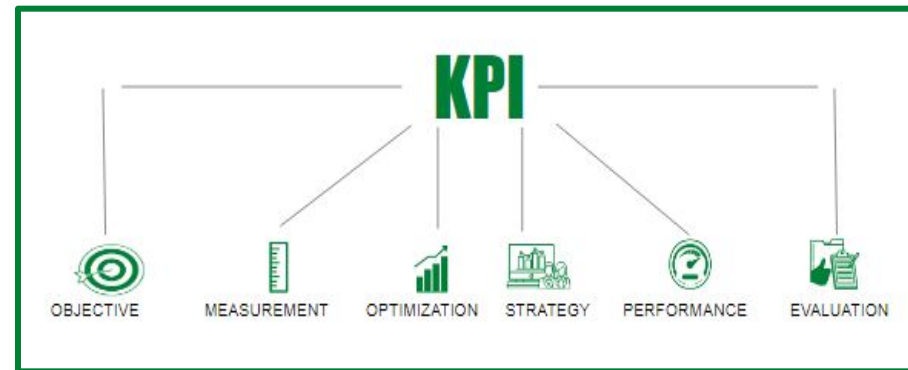 KPI
OBJECTIVE
MEASUREMENT
OPTIMIZATION
STRATEGY
PERFORMANCE
EVALUATION